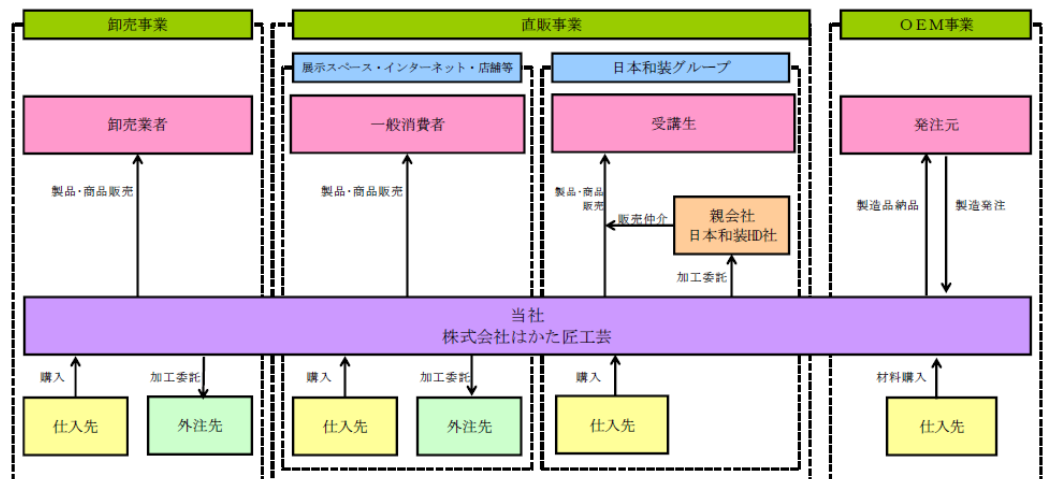 卸売事業
直販事業
OEM事業
展示スペース・インターネット・店舗等
日本和装グループ
卸売業者
一般消費者
受講生
発注元
製品・商品販売
製品・商品販売
製品・商品
販売
販売仲介
親会社
日本和装HD社
加工委託
製造品納品
製造発注
当社
株式会社はかた匠工芸
購入
加工委託
購入
加工委託
購入
材料購入
仕入先
外注先
仕入先
外注先
仕入先
仕入先